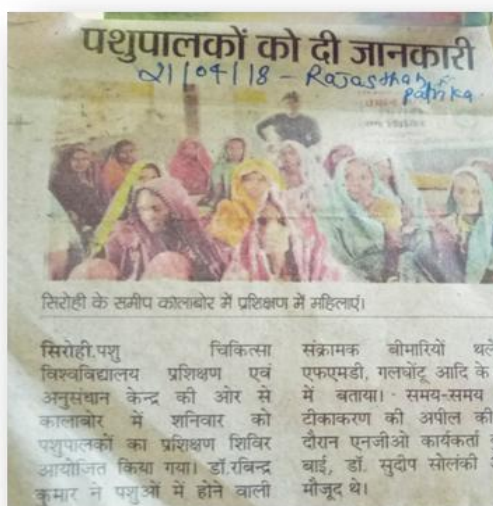 पशुपालकों को दी जानकारी
21/04/18 - Rajasthan
patrika
सिरोही के समीप कोलाबोर में प्रशिक्षण में महिलाएं।
सिरोही.पशु चिकित्सा
विश्वविद्यालय प्रशिक्षण एवं
अनुसंधान केन्द्र की ओर से
कालाबोर में शनिवार को
पशुपालकों का प्रशिक्षण शिविर
आयोजित किया गया। डॉ.रबिन्द्र
कुमार ने पशुओं में होने वाली
संक्रामक बीमारियों
एफएमडी, गलघोंटू आदि के
में बताया। समय-समय
टीकाकरण की अपील की
दौरान एनजीओ कार्यकर्ता
बाई, डॉ. सुदीप सोलंकी
मौजूद थे।